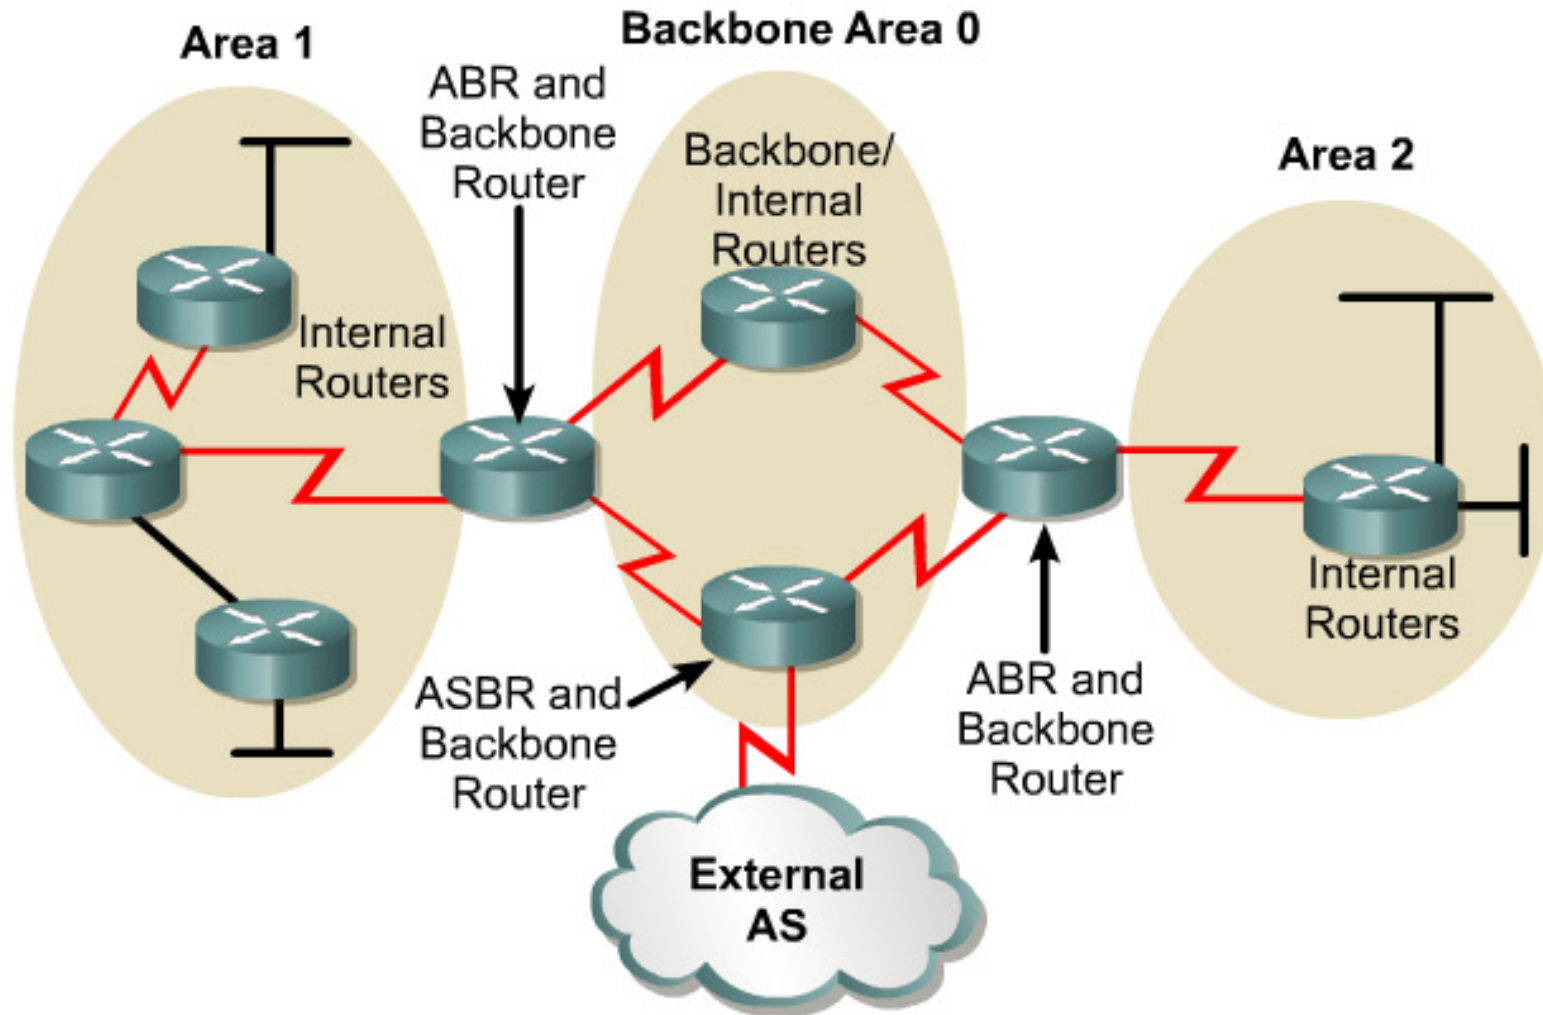 Area 1
Backbone Area 0
ABR and
Backbone
Router
Backbone/
Internal
Routers
Area 2
Internal
Routers
Internal
Routers
ASBR and
Backbone
Router
ABR and
Backbone
Router
External
AS